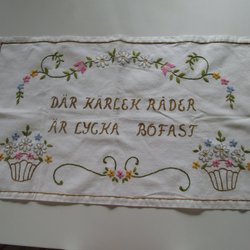 DÄR KÄRLEK RÅDER
ÄR LYCKA BOFAST